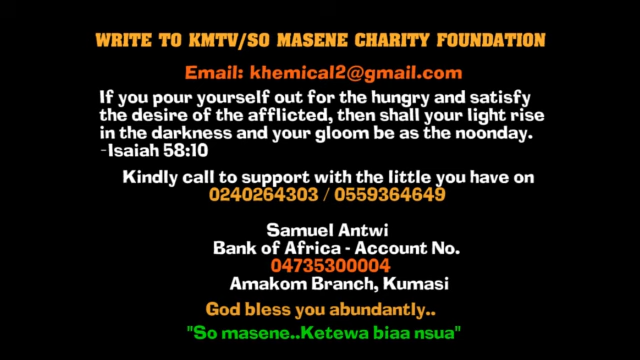 WRITE TO KMTV/SO MASENE CHARITY FOUNDATION
Email: khemical2@gmail.com
If you pour yourself out for the hungry and satisfy
the desire of the afflicted, then shall your light rise
in the darkness and your gloom be as the noonday.
-Isaiah 58:10
Kindly call to support with the little you have on
0240264303 / 0559364649
Samuel Antwi
Bank of Africa - Account No.
04735300004
Amakom Branch, Kumasi
God bless you abundantly..
"So masene..Ketewa biaa nsua"